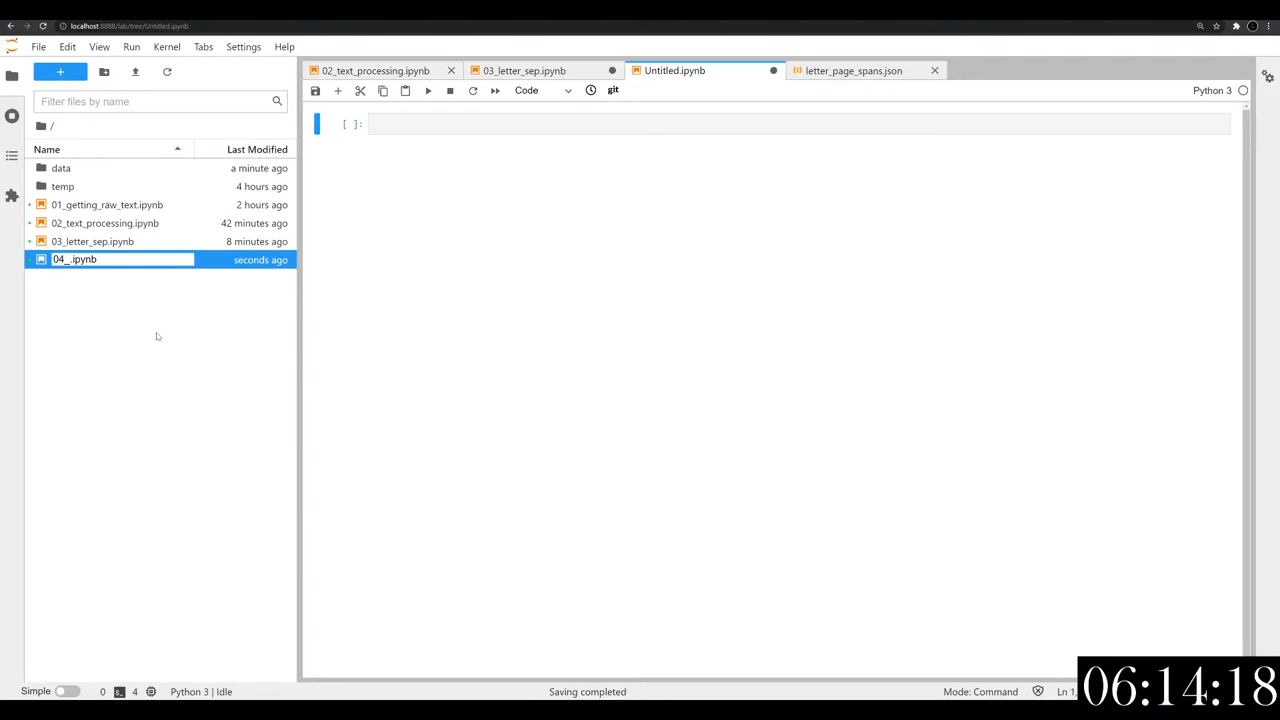 localhost:8888/lab/tree/Untitled.ipynb
File Edit View Run Kernel Tabs Settings Help
02_text_processing.ipynb 03_letter_sep.ipynb Untitled.ipynb letter_page_spans.json
Code git Python 3
Filter files by name
[ ]:
/
Name Last Modified
data a minute ago
temp 4 hours ago
01_getting_raw_text.ipynb 2 hours ago
02_text_processing.ipynb 42 minutes ago
03_letter_sep.ipynb 8 minutes ago
04_.ipynb seconds ago
Simple 0 4 Python 3 | Idle Saving completed Mode: Command Ln 1,
06:14:18